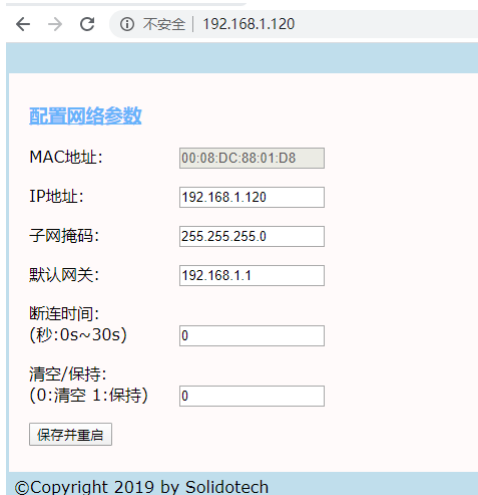 不安全 | 192.168.1.120
配置网络参数
MAC地址: 00:08:DC:88:01:D8
IP地址: 192.168.1.120
子网掩码: 255.255.255.0
默认网关: 192.168.1.1
断连时间:
(秒:0s~30s) 0
清空/保持:
(0:清空 1:保持) 0
保存并重启
©Copyright 2019 by Solidotech